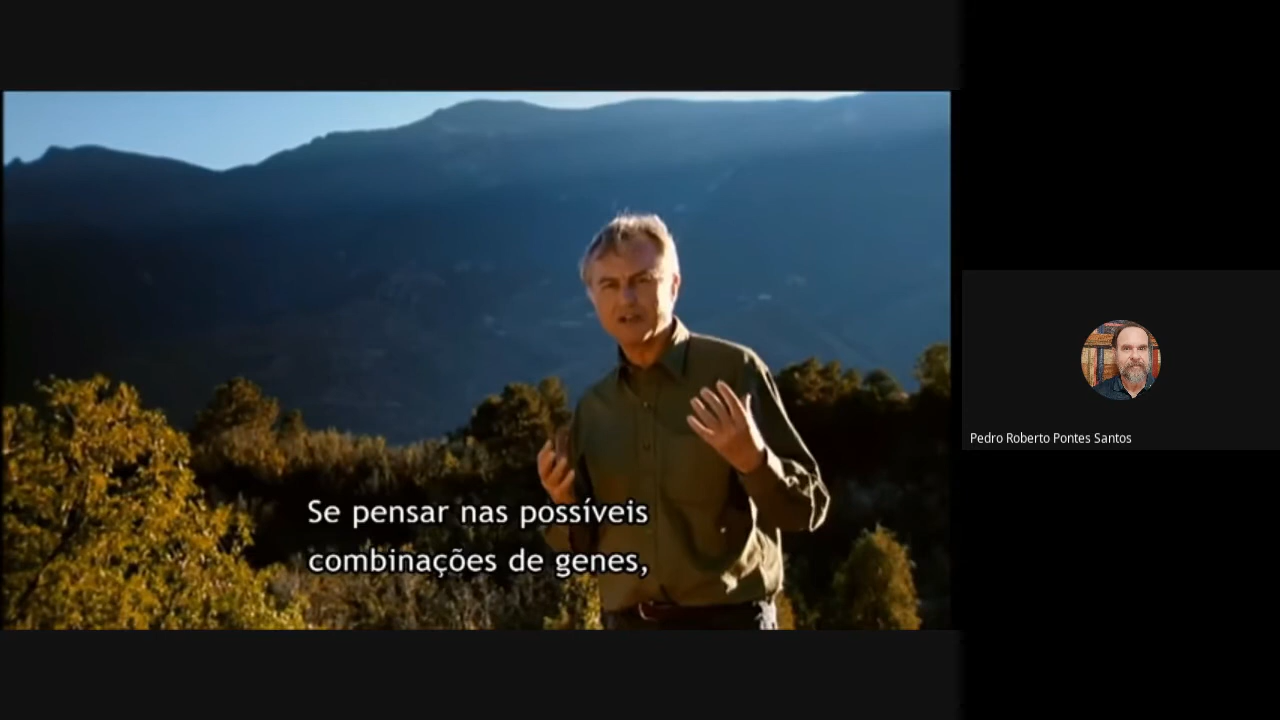 Se pensar nas possíveis
combinações de genes,
Pedro Roberto Pontes Santos